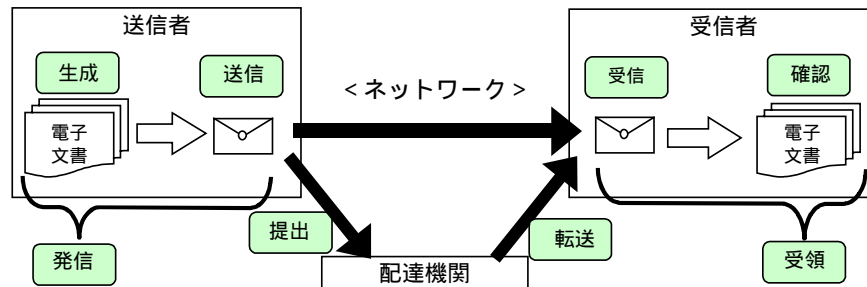 送信者
受信者
生成
送信
<ネットワーク>
受信
確認
電子
文書
電子
文書
提出
転送
発信
配達機関
受領